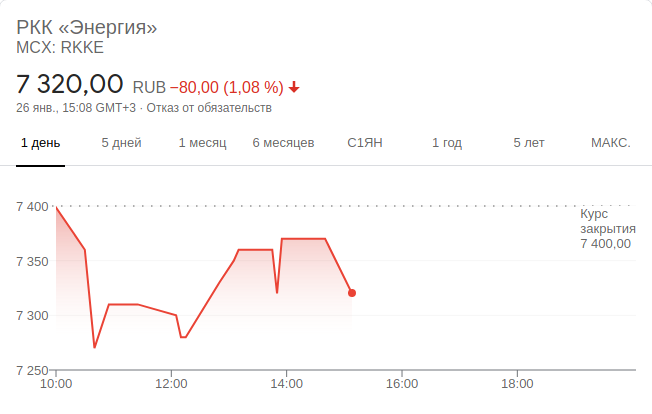 РКК «Энергия»
MCX: RKKE
7 320,00 RUB −80,00 (1,08 %)
26 янв., 15:08 GMT+3 · Отказ от обязательств
1 день 5 дней 1 месяц 6 месяцев С1ЯН 1 год 5 лет МАКС.
7 400
Курс
закрытия
7 400,00
7 350
7 300
7 250
10:00 12:00 14:00 16:00 18:00